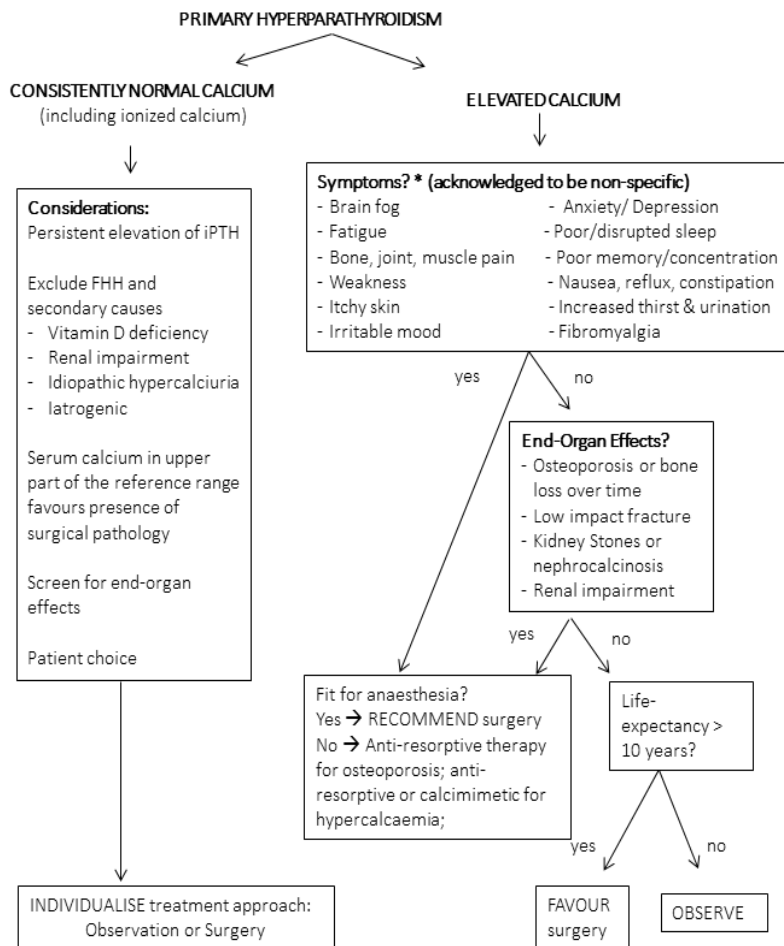 PRIMARY HYPERPARATHYROIDISM
CONSISTENTLY NORMAL CALCIUM
(including ionized calcium)
ELEVATED CALCIUM
Considerations:
Persistent elevation of iPTH
Exclude FHH and
secondary causes
- Vitamin D deficiency
- Renal impairment
- Idiopathic hypercalciuria
- Iatrogenic
Serum calcium in upper
part of the reference range
favours presence of
surgical pathology
Screen for end-organ
effects
Patient choice
Symptoms? * (acknowledged to be non-specific)
- Brain fog
- Fatigue
- Bone, joint, muscle pain
- Weakness
- Itchy skin
- Irritable mood
- Anxiety/ Depression
- Poor/disrupted sleep
- Poor memory/concentration
- Nausea, reflux, constipation
- Increased thirst & urination
- Fibromyalgia
yes
no
End-Organ Effects?
- Osteoporosis or bone
loss over time
- Low impact fracture
- Kidney Stones or
nephrocalcinosis
- Renal impairment
yes
no
Fit for anaesthesia?
Yes → RECOMMEND surgery
No → Anti-resorptive therapy
for osteoporosis; anti-
resorptive or calcimimetic for
hypercalcaemia;
Life-
expectancy >
10 years?
yes
no
INDIVIDUALISE treatment approach:
Observation or Surgery
FAVOUR
surgery
OBSERVE